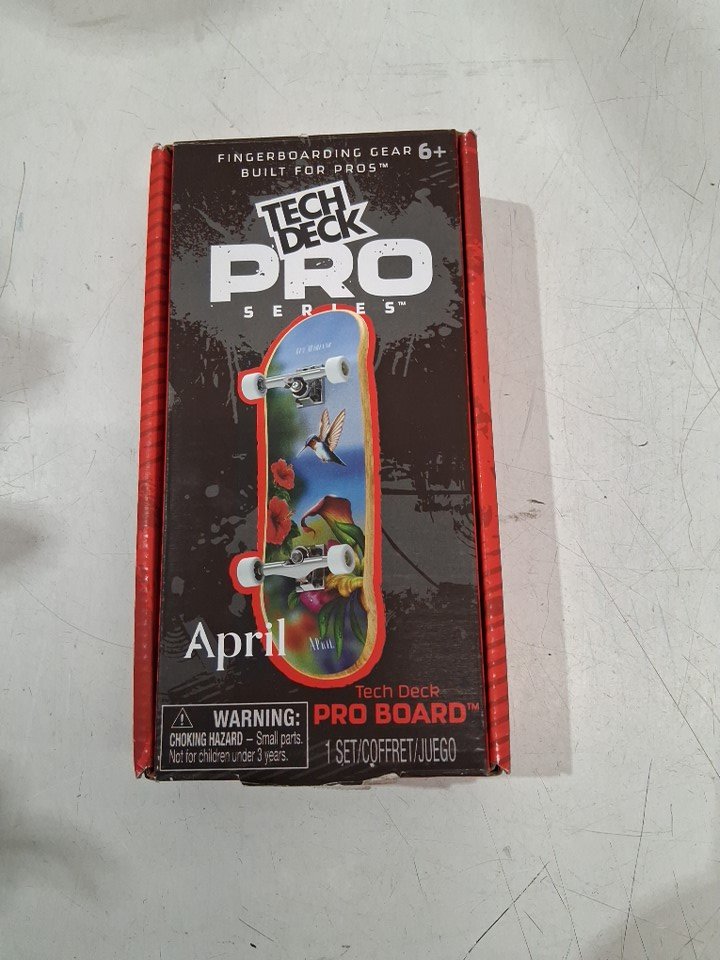 FINGERBOARDING GEAR 6+
BUILT FOR PROS™
TECH
DECK
PRO
SERIES™
April
APRIL
Tech Deck
PRO BOARD™
WARNING:
CHOKING HAZARD – Small parts.
Not for children under 3 years.
1 SET/COFFRET/JUEGO